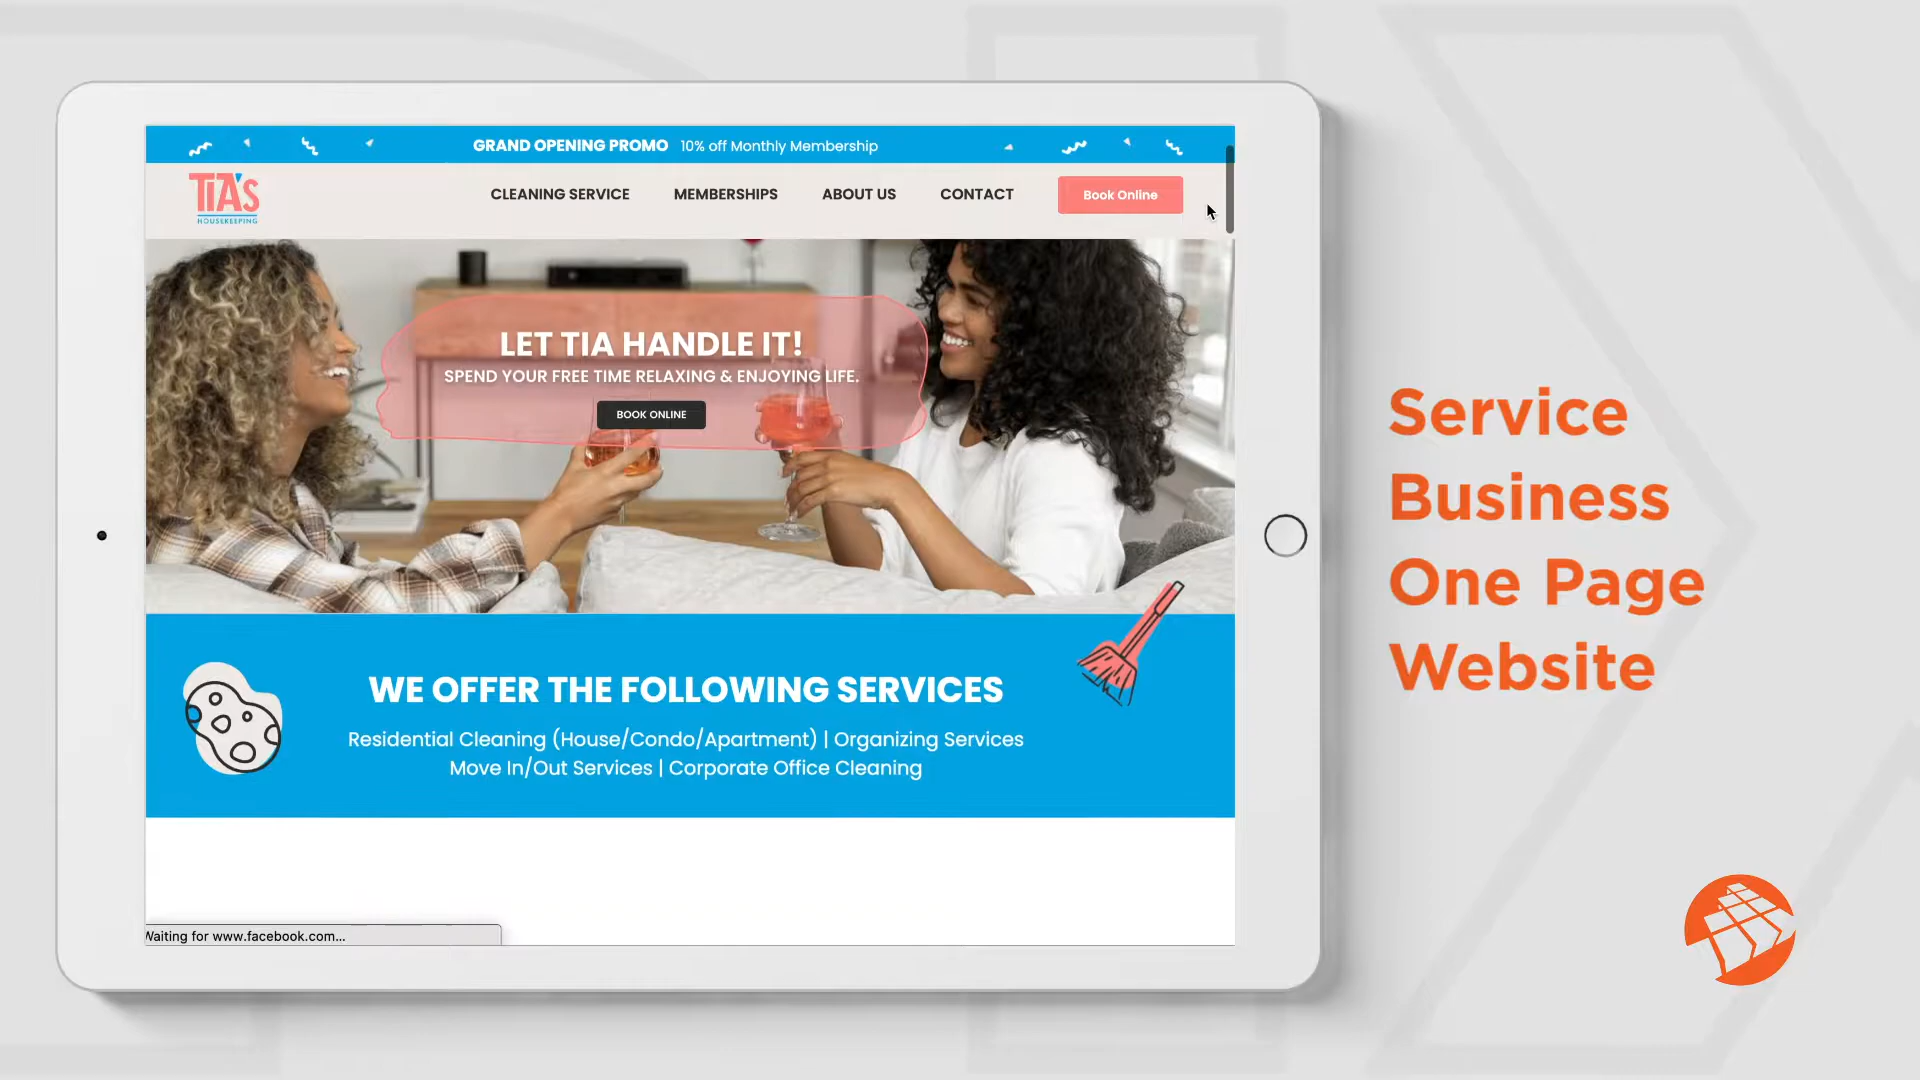 GRAND OPENING PROMO 10% off Monthly Membership
TIA'S
HOUSEKEEPING
CLEANING SERVICE MEMBERSHIPS ABOUT US CONTACT Book Online
LET TIA HANDLE IT!
SPEND YOUR FREE TIME RELAXING & ENJOYING LIFE.
BOOK ONLINE
WE OFFER THE FOLLOWING SERVICES
Residential Cleaning (House/Condo/Apartment) | Organizing Services
Move In/Out Services | Corporate Office Cleaning
Waiting for www.facebook.com...
Service
Business
One Page
Website